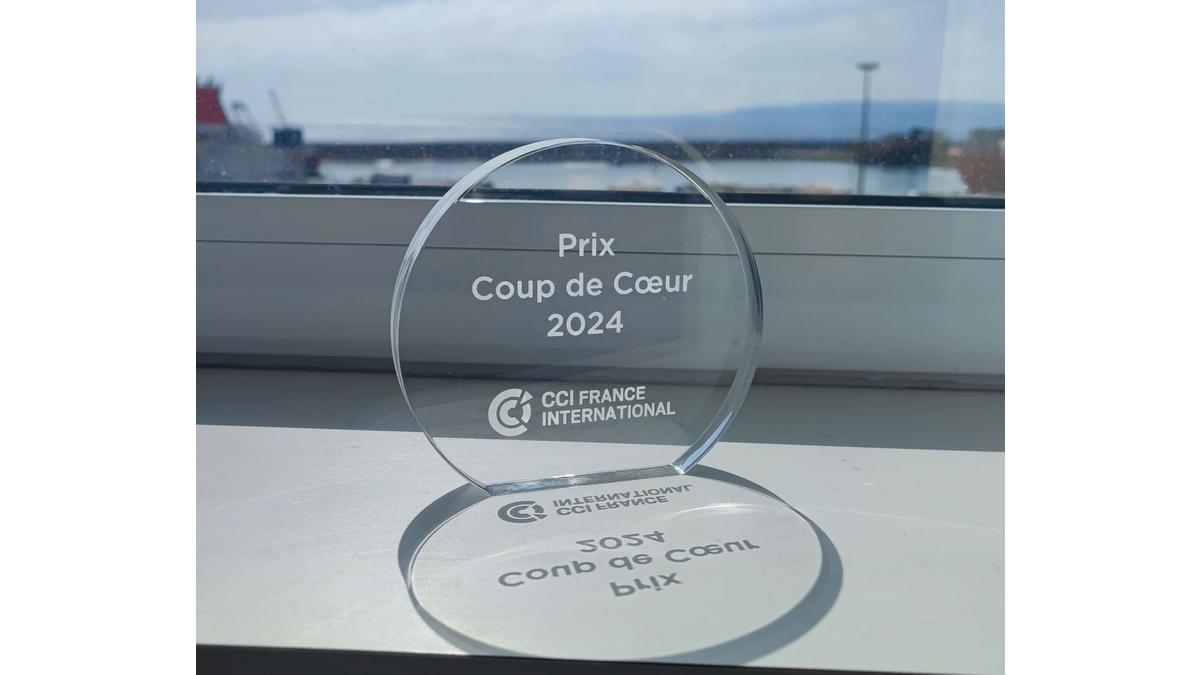 Prix
Coup de Cœur
2024
CCI FRANCE
INTERNATIONAL